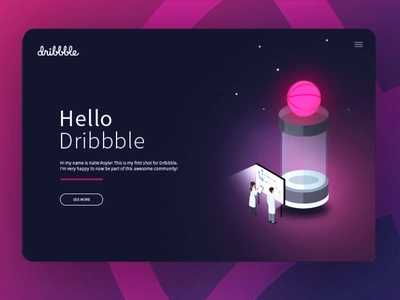 dribbble
Hello
Dribbble
Hi my name is Katie Royle! This is my first shot for Dribbble.
I'm very happy to now be part of this awesome community!
SEE MORE